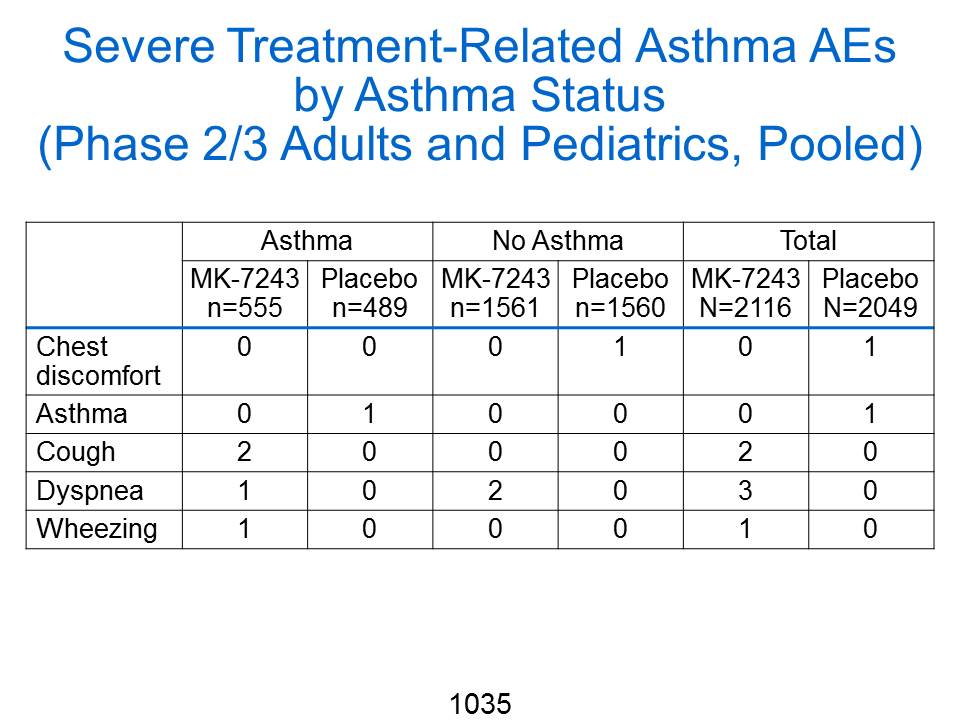 Severe Treatment-Related Asthma AEs
by Asthma Status
(Phase 2/3 Adults and Pediatrics, Pooled)
Asthma No Asthma Total
MK-7243 Placebo MK-7243 Placebo MK-7243 Placebo
n=555 n=489 n=1561 n=1560 N=2116 N=2049
Chest 0 0 0 1 0 1
discomfort
Asthma 0 1 0 0 0 1
Cough 2 0 0 0 2 0
Dyspnea 1 0 2 0 3 0
Wheezing 1 0 0 0 1 0
1035